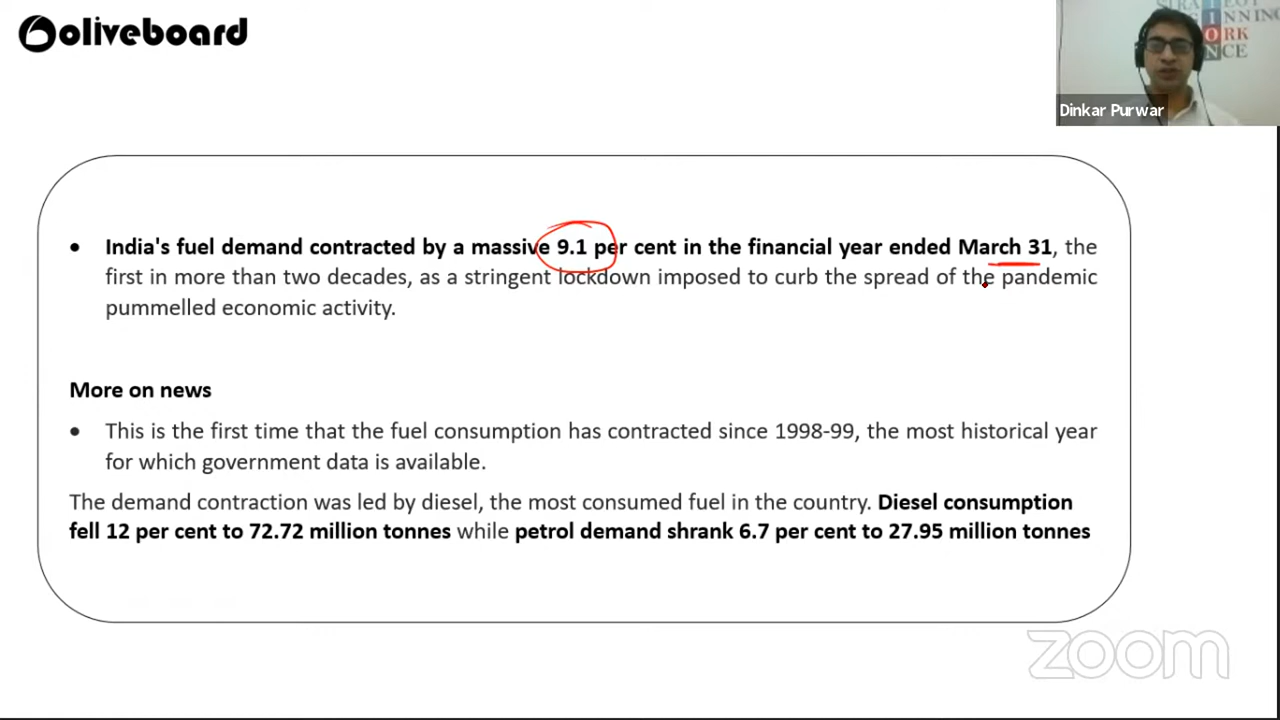 oliveboard
STRATEGY
INNING
ORK
NCE
Dinkar Purwar
• India's fuel demand contracted by a massive 9.1 per cent in the financial year ended March 31, the
first in more than two decades, as a stringent lockdown imposed to curb the spread of the pandemic
pummelled economic activity.
More on news
• This is the first time that the fuel consumption has contracted since 1998-99, the most historical year
for which government data is available.
The demand contraction was led by diesel, the most consumed fuel in the country. Diesel consumption
fell 12 per cent to 72.72 million tonnes while petrol demand shrank 6.7 per cent to 27.95 million tonnes
zoom